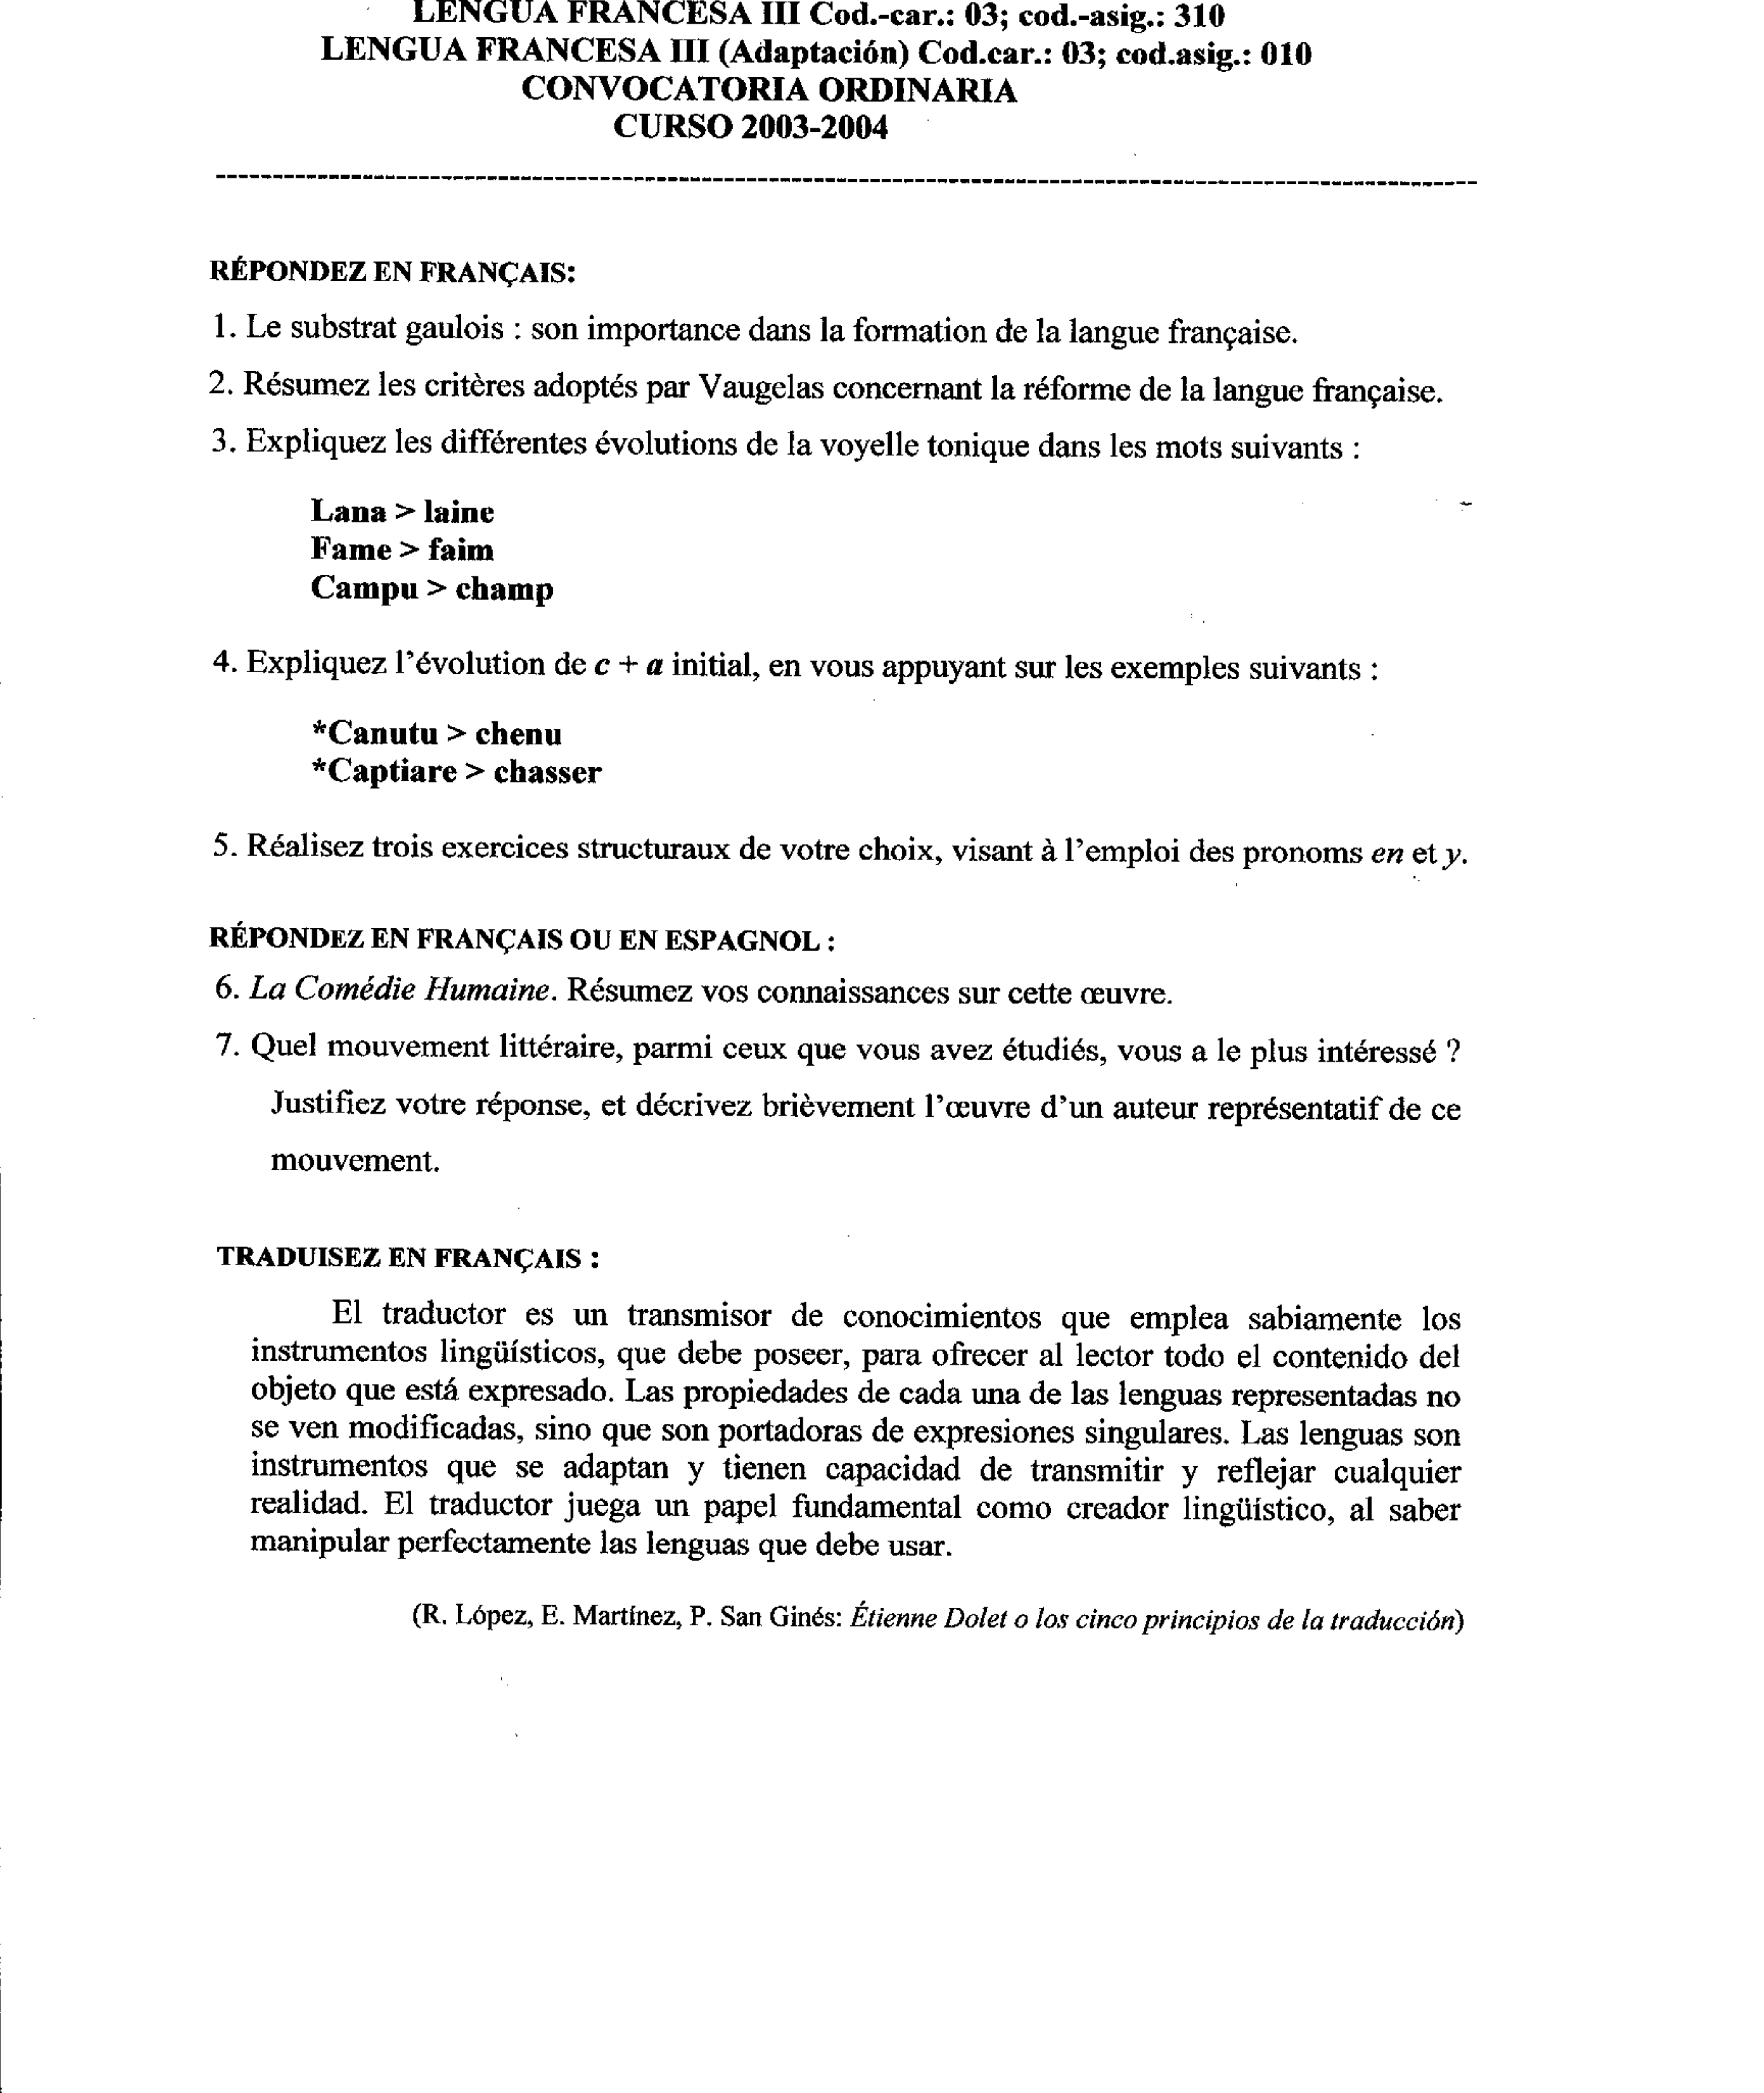 LENGUA FRANCESA III Cod.-car.: 03; cod.-asig.: 310
LENGUA FRANCESA III (Adaptación) Cod.car.: 03; cod.asig.: 010
CONVOCATORIA ORDINARIA
CURSO 2003-2004
RÉPONDEZ EN FRANÇAIS:
1. Le substrat gaulois : son importance dans la formation de la langue française.
2. Résumez les critères adoptés par Vaugelas concernant la réforme de la langue française.
3. Expliquez les différentes évolutions de la voyelle tonique dans les mots suivants :
Lana > laine
Fame > faim
Campu > champ
4. Expliquez l'évolution de c + a initial, en vous appuyant sur les exemples suivants :
*Canutu > chenu
*Captiare > chasser
5. Réalisez trois exercices structuraux de votre choix, visant à l'emploi des pronoms en et y.
RÉPONDEZ EN FRANÇAIS OU EN ESPAGNOL :
6. La Comédie Humaine. Résumez vos connaissances sur cette œuvre.
7. Quel mouvement littéraire, parmi ceux que vous avez étudiés, vous a le plus intéressé ?
Justifiez votre réponse, et décrivez brièvement l'œuvre d'un auteur représentatif de ce
mouvement.
TRADUISEZ EN FRANÇAIS :
El traductor es un transmisor de conocimientos que emplea sabiamente los
instrumentos lingüísticos, que debe poseer, para ofrecer al lector todo el contenido del
objeto que está expresado. Las propiedades de cada una de las lenguas representadas no
se ven modificadas, sino que son portadoras de expresiones singulares. Las lenguas son
instrumentos que se adaptan y tienen capacidad de transmitir y reflejar cualquier
realidad. El traductor juega un papel fundamental como creador lingüístico, al saber
manipular perfectamente las lenguas que debe usar.
(R. López, E. Martínez, P. San Ginés: Étienne Dolet o los cinco principios de la traducción)